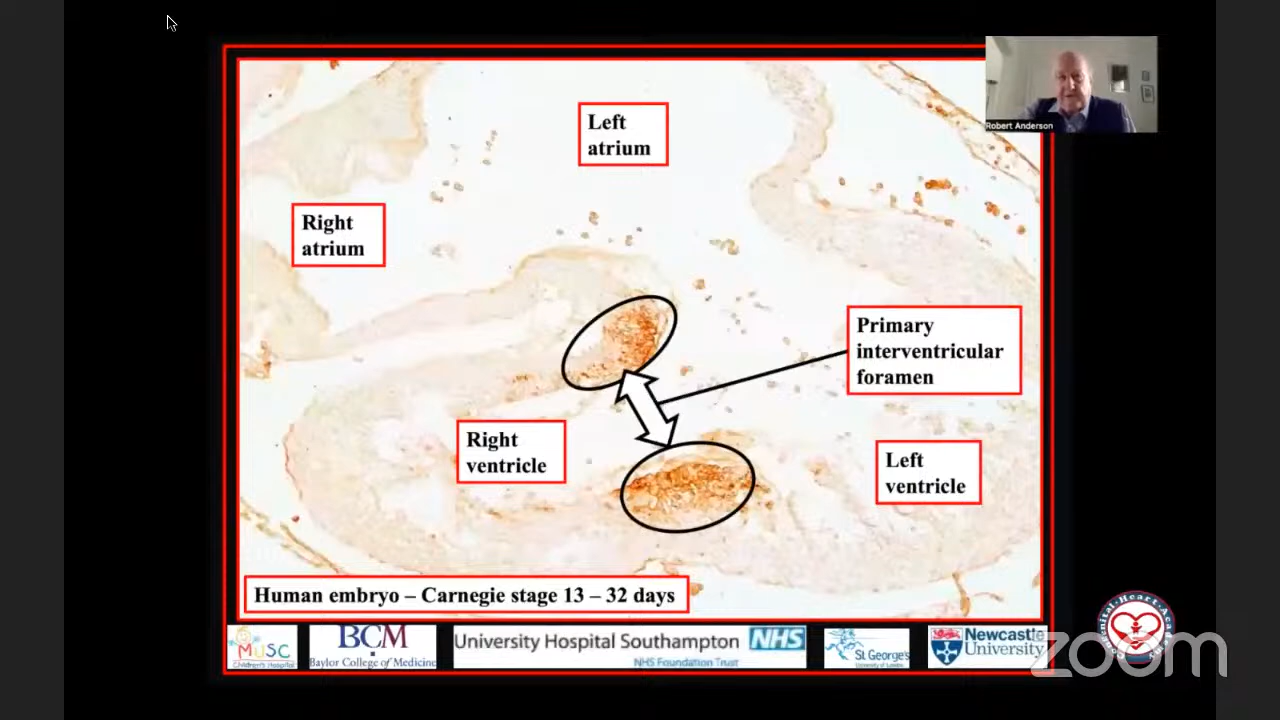 Robert Anderson
Left
atrium
Right
atrium
Primary
interventricular
foramen
Right
ventricle
Left
ventricle
Human embryo – Carnegie stage 13 – 32 days
MUSC
Children's Hospital
BCM
Baylor College of Medicine
University Hospital Southampton
NHS
NHS Foundation Trust
St George's
University of London
Newcastle
University
zoom